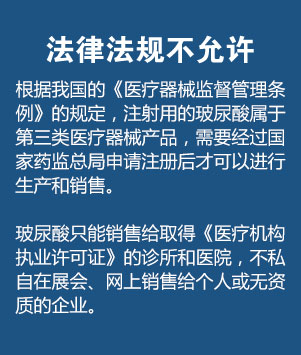 法律法规不允许
根据我国的《医疗器械监督管理条
例》的规定，注射用的玻尿酸属于
第三类医疗器械产品，需要经过国
家药监总局申请注册后才可以进行
生产和销售。
玻尿酸只能销售给取得《医疗机构
执业许可证》的诊所和医院，不私
自在展会、网上销售给个人或无资
质的企业。